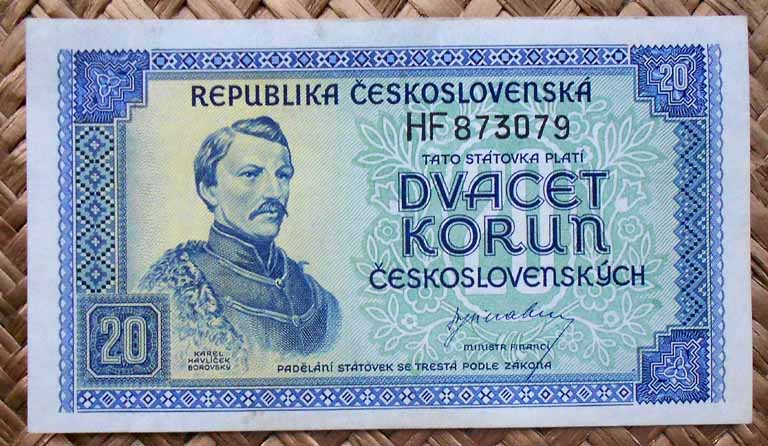 20
REPUBLIKA ČESKOSLOVENSKÁ
HF 873079
TATO STÁTOVKA PLATÍ
DVACET
KORUN
ČESKOSLOVENSKÝCH
MINISTR FINANCÍ
20
KAREL
HAVLÍČEK
BOROVSKÝ
PADĚLÁNÍ STÁTOVEK SE TRESTÁ PODLE ZÁKONA